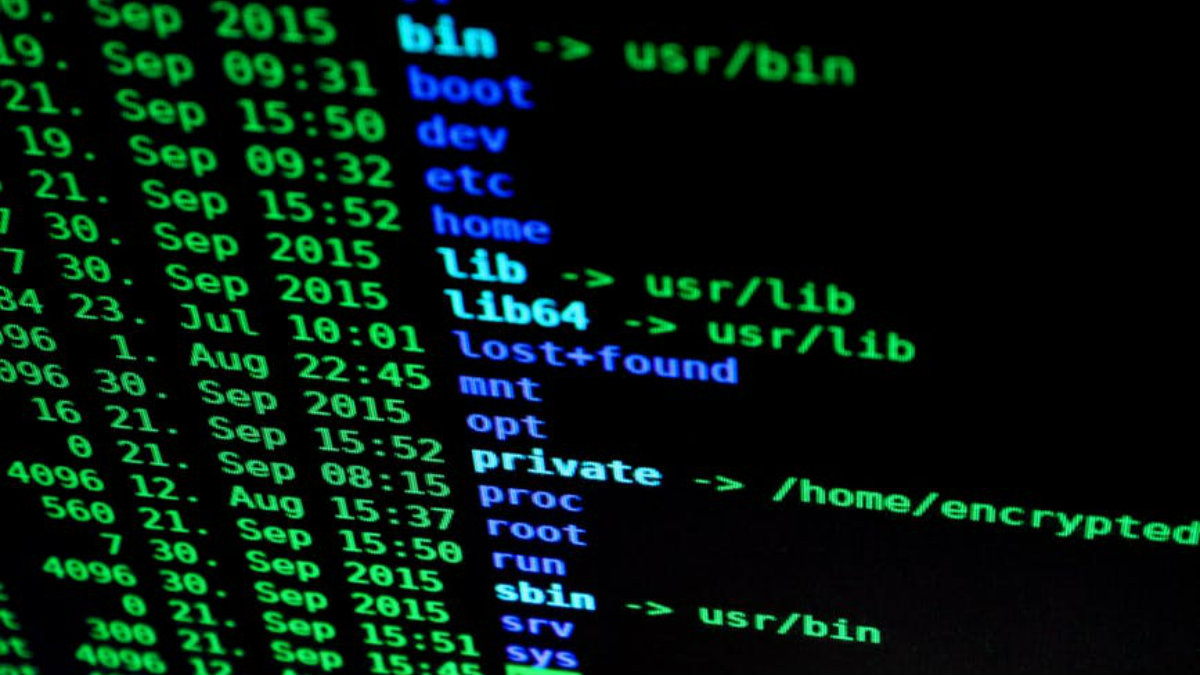 0. Sep 2015 bin -> usr/bin
19. Sep 09:31 boot
21. Sep 15:50 dev
19. Sep 09:32 etc
21. Sep 15:52 home
7 30. Sep 2015 lib -> usr/lib
7 30. Sep 2015 lib64 -> usr/lib
84 23. Jul 10:01 lost+found
096 1. Aug 22:45 mnt
096 30. Sep 2015 opt
16 21. Sep 15:52 private -> /home/encrypted
0 21. Sep 08:15 proc
4096 12. Aug 15:37 root
560 21. Sep 15:50 run
7 30. Sep 2015 sbin -> usr/bin
4096 30. Sep 2015 srv
0 21. Sep 15:51 sys
300 21. Sep 15:45
4096 12.